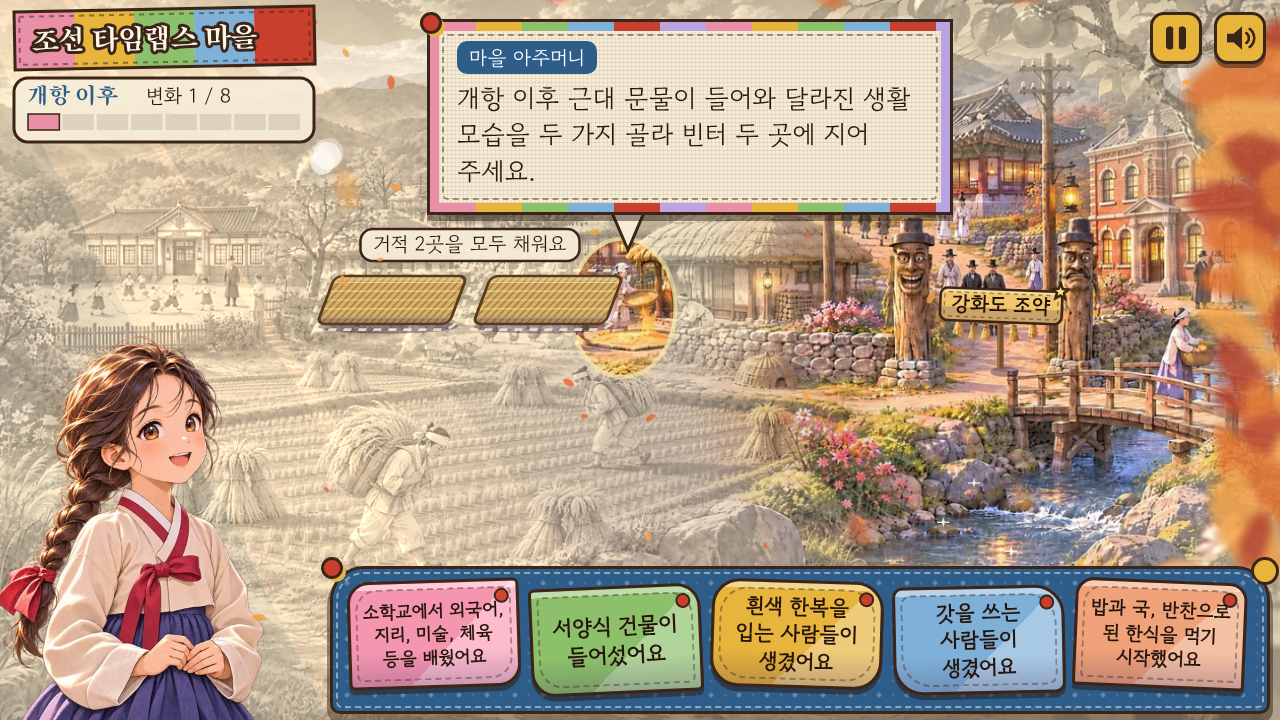 조선 타임랩스 마을
개항 이후 변화 1 / 8
마을 아주머니
개항 이후 근대 문물이 들어와 달라진 생활
모습을 두 가지 골라 빈터 두 곳에 지어
주세요.
거적 2곳을 모두 채워요
강화도 조약
소학교에서 외국어,
지리, 미술, 체육
등을 배웠어요
서양식 건물이
들어섰어요
흰색 한복을
입는 사람들이
생겼어요
갓을 쓰는
사람들이
생겼어요
밥과 국, 반찬으로
된 한식을 먹기
시작했어요